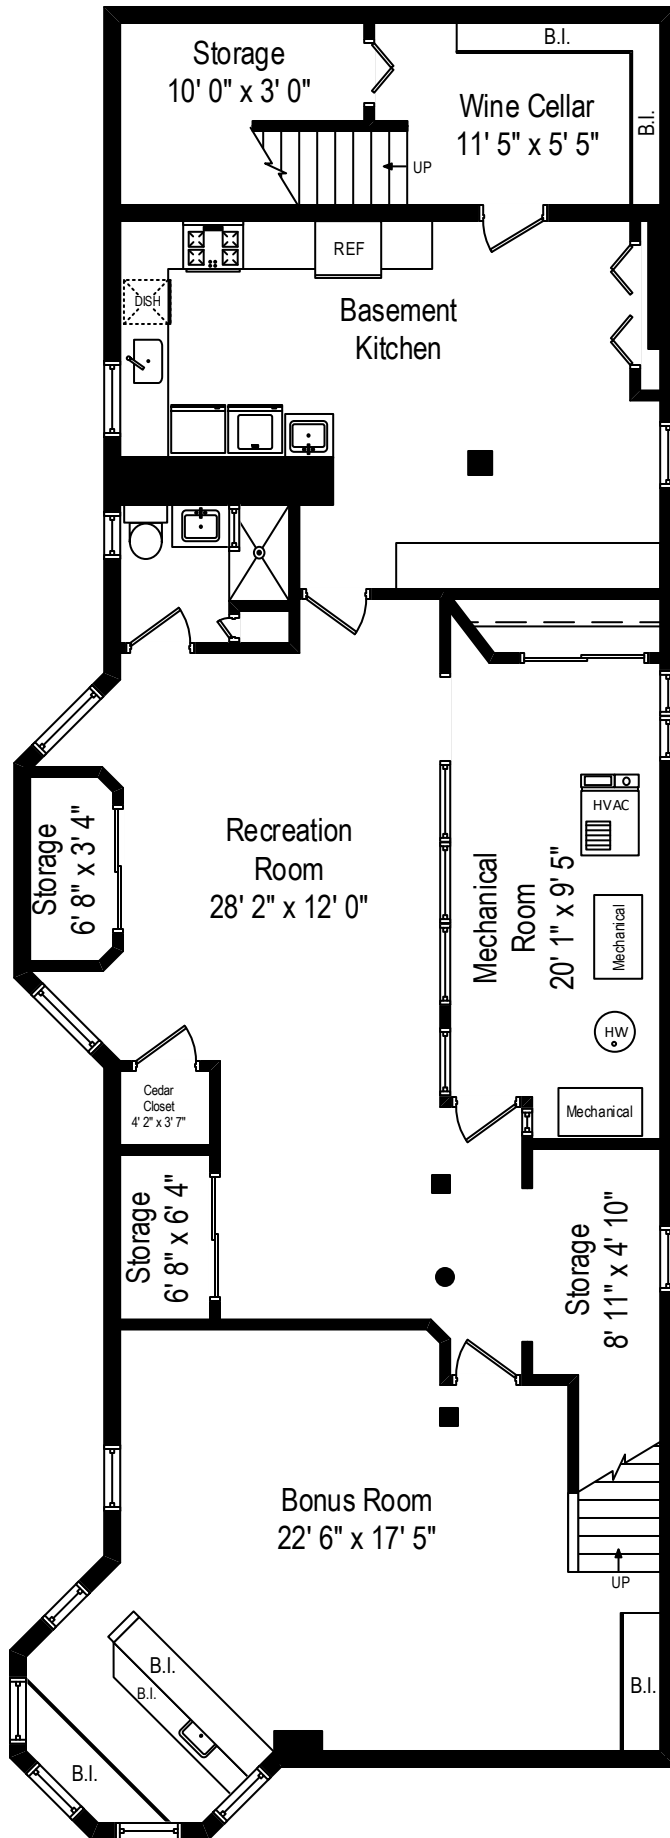 Storage
10' 0" x 3' 0"
B.I.
Wine Cellar
11' 5" x 5' 5"
B.I.
UP
REF
DISH
Basement
Kitchen
Recreation
Room
28' 2" x 12' 0"
Storage
6' 8" x 3' 4"
HVAC
Mechanical
Room
20' 1" x 9' 5"
Mechanical
HW
Mechanical
Cedar
Closet
4' 2" x 3' 7"
Storage
6' 8" x 6' 4"
Storage
8' 11" x 4' 10"
Bonus Room
22' 6" x 17' 5"
UP
B.I.
B.I.
B.I.
B.I.